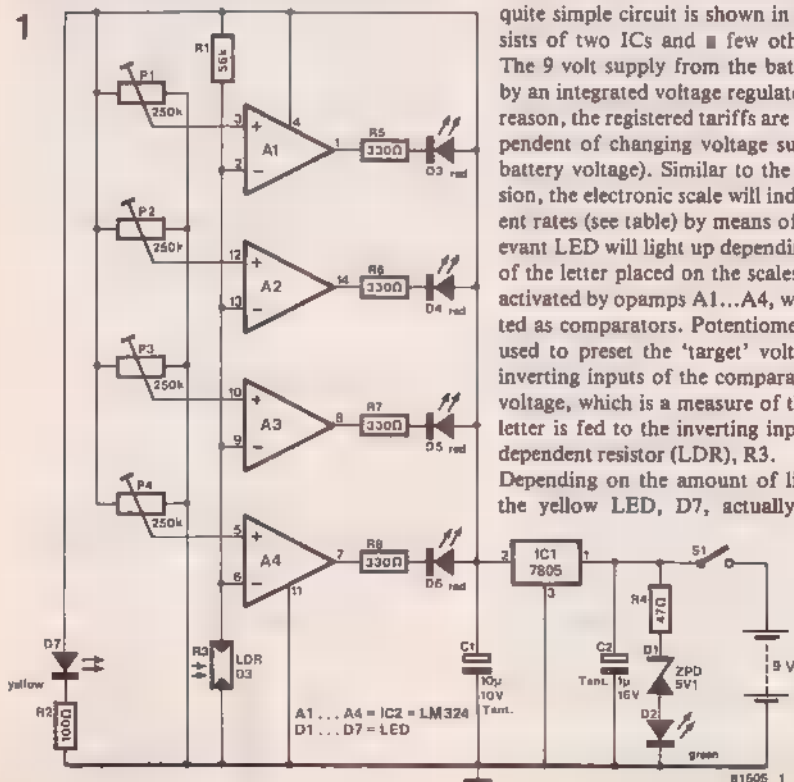 1
quite simple circuit is shown in
sists of two ICs and a few oth
The 9 volt supply from the bat
by an integrated voltage regulat
reason, the registered tariffs are
pendent of changing voltage su
battery voltage). Similar to the
sion, the electronic scale will ind
ent rates (see table) by means of
evant LED will light up dependi
of the letter placed on the scales
activated by opamps A1...A4, w
ted as comparators. Potentiome
used to preset the 'target' volt
inverting inputs of the compara
voltage, which is a measure of t
letter is fed to the inverting inp
dependent resistor (LDR), R3.
Depending on the amount of li
the yellow LED, D7, actually
R1
56k
P1
250k
3
2
4
A1
1
R5
330Ω
D3 red
P2
250k
12
13
A2
14
R6
330Ω
D4 red
P3
250k
10
9
A3
8
R7
330Ω
D5 red
P4
250k
5
6
A4
11
7
R8
330Ω
D6 red
D7
yellow
R2
100Ω
R3
LDR
03
A1 ... A4 = IC2 = LM324
D1 ... D7 = LED
C1
10µ
10V
Tant.
2
IC1
7805
1
3
C2
Tant.
1µ
16V
R4
47Ω
D1
ZPD
5V1
D2
green
S1
9 V
81505 1